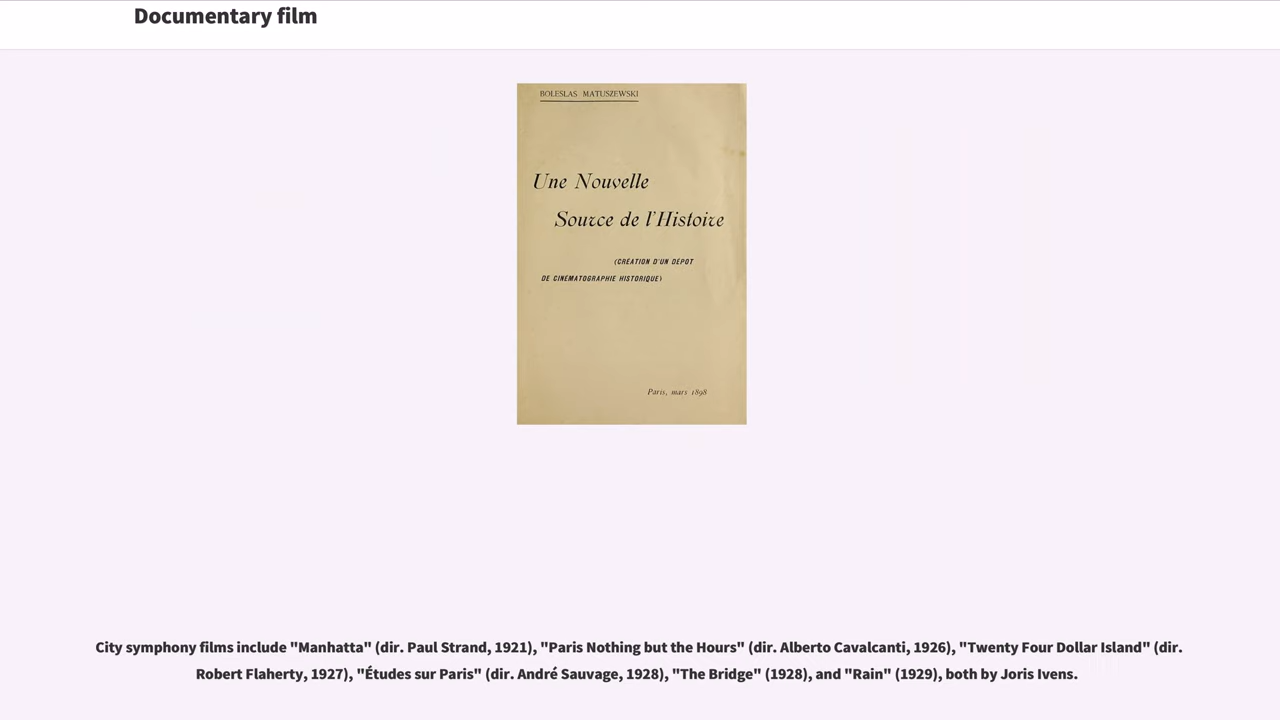 Documentary film
BOLESLAS MATUSZEWSKI
Une Nouvelle
Source de l'Histoire
(CREATION D'UN DEPOT
DE CINÉMATOGRAPHIE HISTORIQUE)
Paris, mars 1898
City symphony films include "Manhatta" (dir. Paul Strand, 1921), "Paris Nothing but the Hours" (dir. Alberto Cavalcanti, 1926), "Twenty Four Dollar Island" (dir.
Robert Flaherty, 1927), "Études sur Paris" (dir. André Sauvage, 1928), "The Bridge" (1928), and "Rain" (1929), both by Joris Ivens.